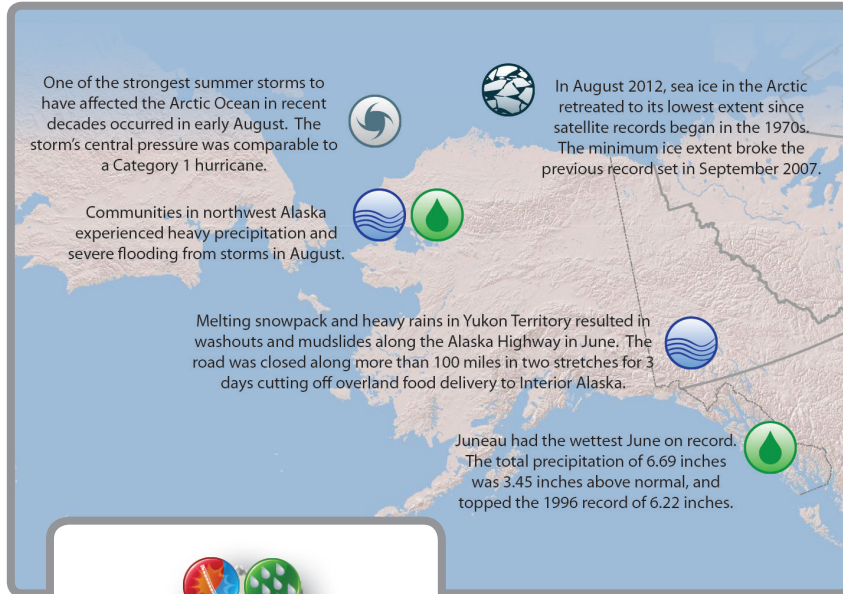 One of the strongest summer storms to
have affected the Arctic Ocean in recent
decades occurred in early August. The
storm's central pressure was comparable to
a Category 1 hurricane.
In August 2012, sea ice in the Arctic
retreated to its lowest extent since
satellite records began in the 1970s.
The minimum ice extent broke the
previous record set in September 2007.
Communities in northwest Alaska
experienced heavy precipitation and
severe flooding from storms in August.
Melting snowpack and heavy rains in Yukon Territory resulted in
washouts and mudslides along the Alaska Highway in June. The
road was closed along more than 100 miles in two stretches for 3
days cutting off overland food delivery to Interior Alaska.
Juneau had the wettest June on record.
The total precipitation of 6.69 inches
was 3.45 inches above normal, and
topped the 1996 record of 6.22 inches.